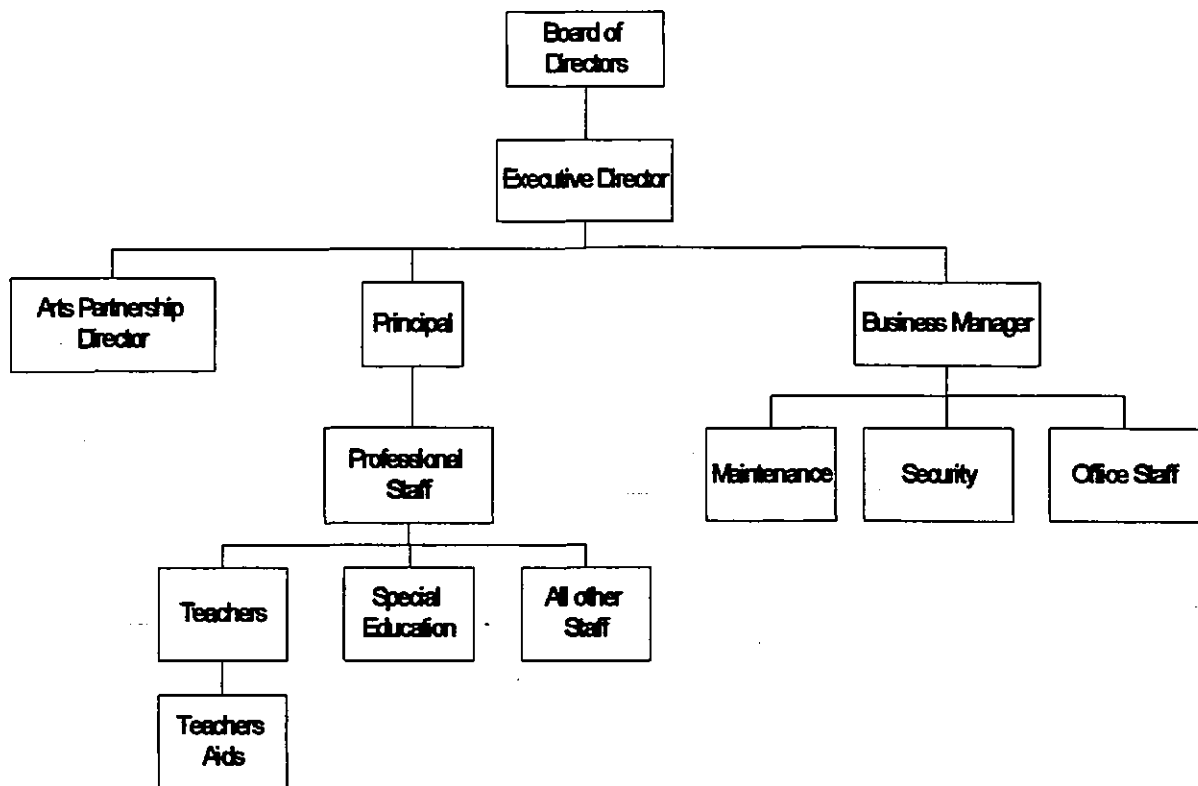 Board of
Directors
Executive Director
Arts Partnership
Director
Principal
Business Manager
Professional
Staff
Maintenance
Security
Office Staff
Teachers
Special
Education
All other
Staff
Teachers
Aids